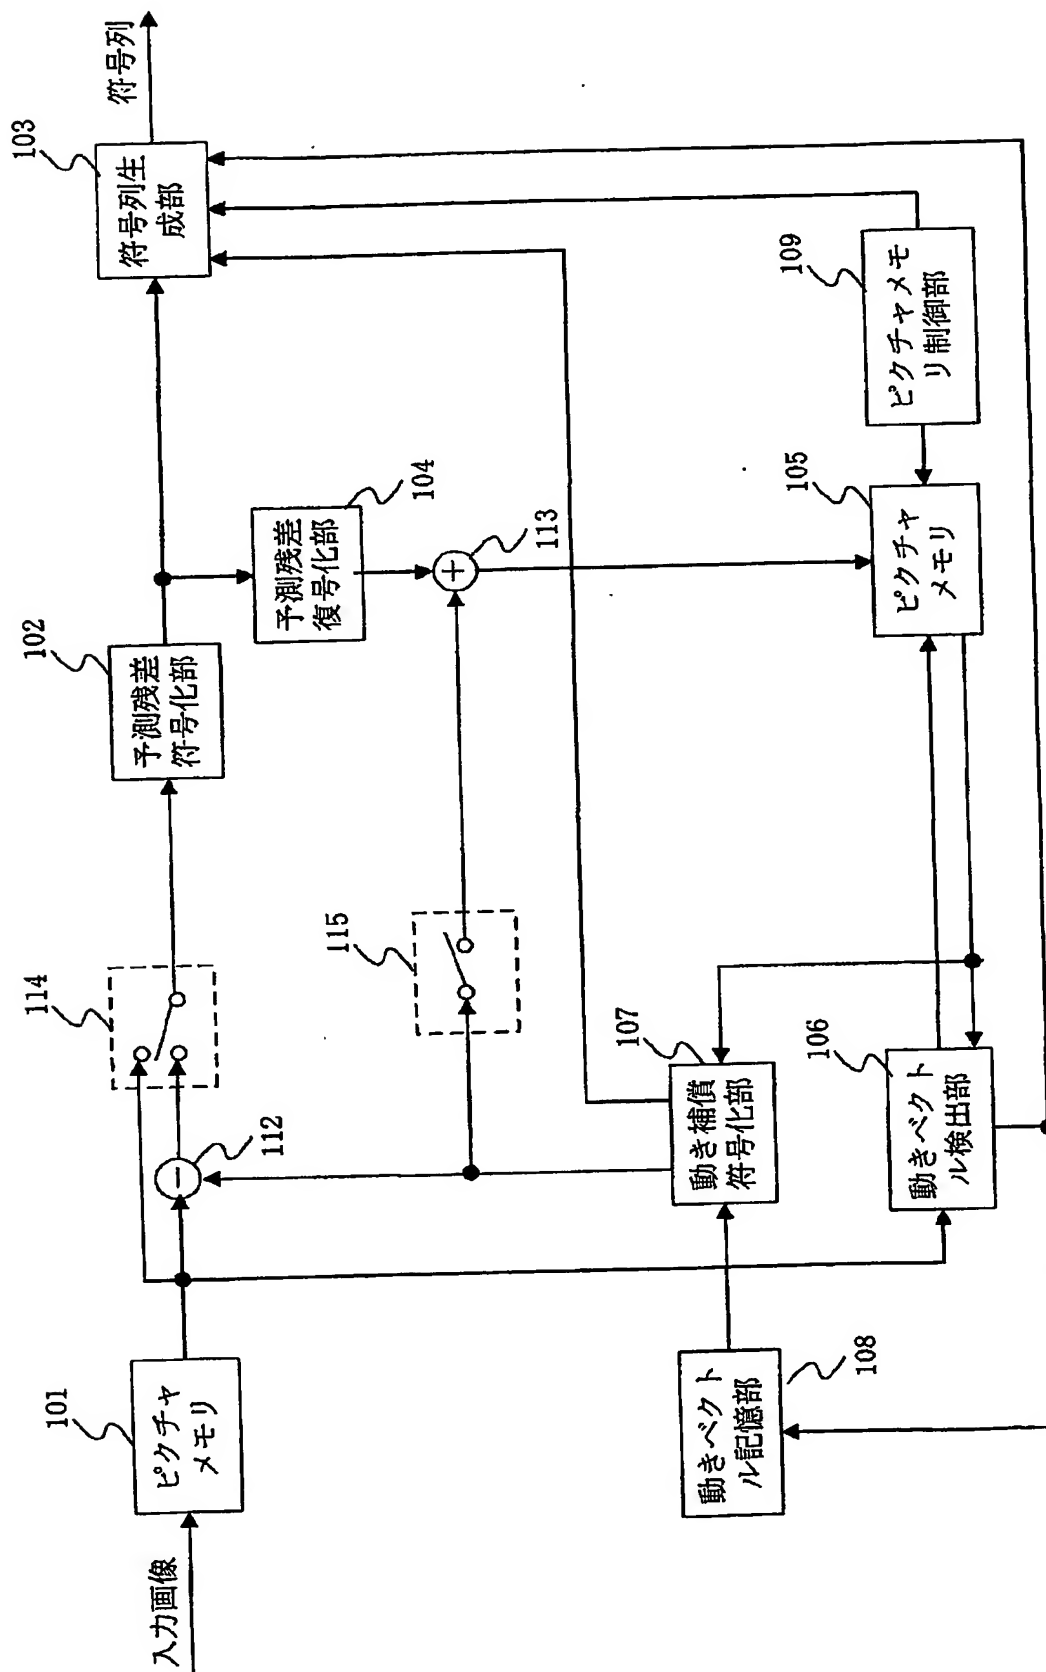 入力画像
101
ピクチャ
メモリ
112
114
102
予測残差
符号化部
103
符号列生
成部
符号列
104
予測残差
復号化部
113
115
107
動き補償
符号化部
108
動きベクト
ル記憶部
106
動きベクト
ル検出部
105
ピクチャ
メモリ
109
ピクチャメモ
リ制御部